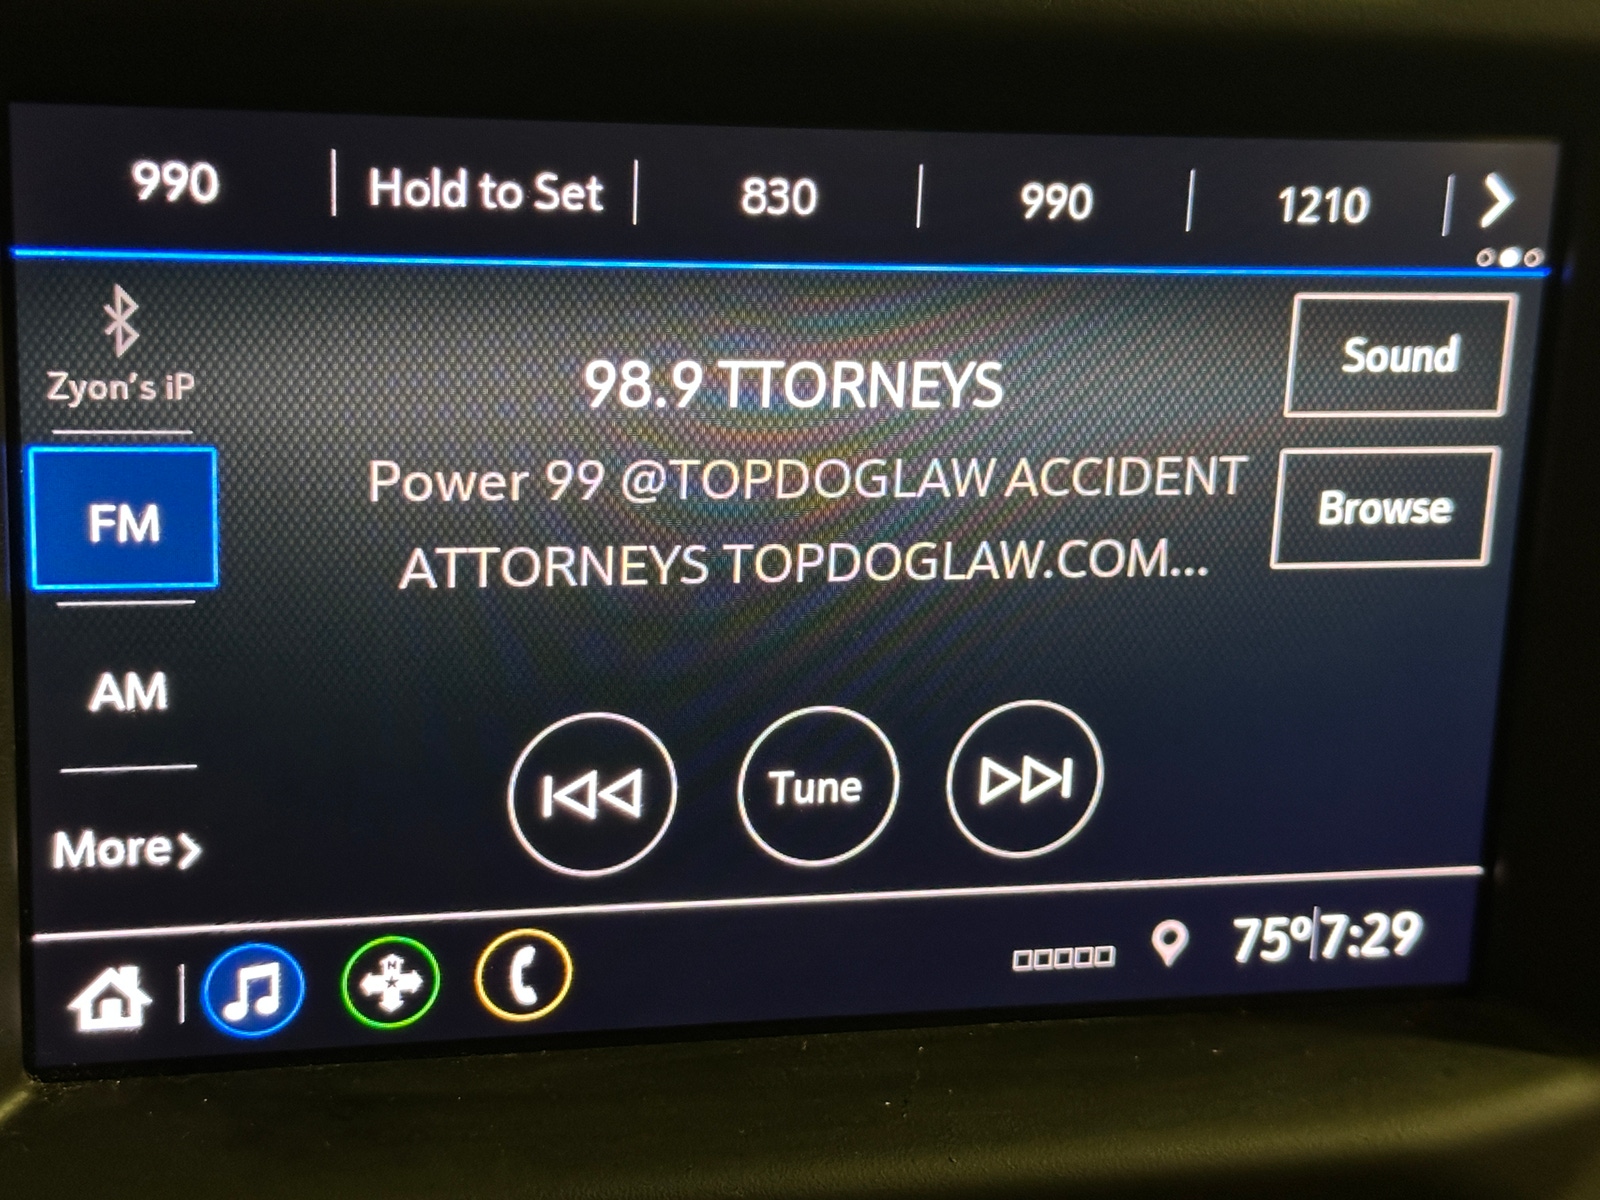 990 Hold to Set 830 990 1210
Zyon's iP
98.9 TTORNEYS
Sound
Power 99 @TOPDOGLAW ACCIDENT
ATTORNEYS TOPDOGLAW.COM...
Browse
FM
AM
Tune
More
N
75° 7:29